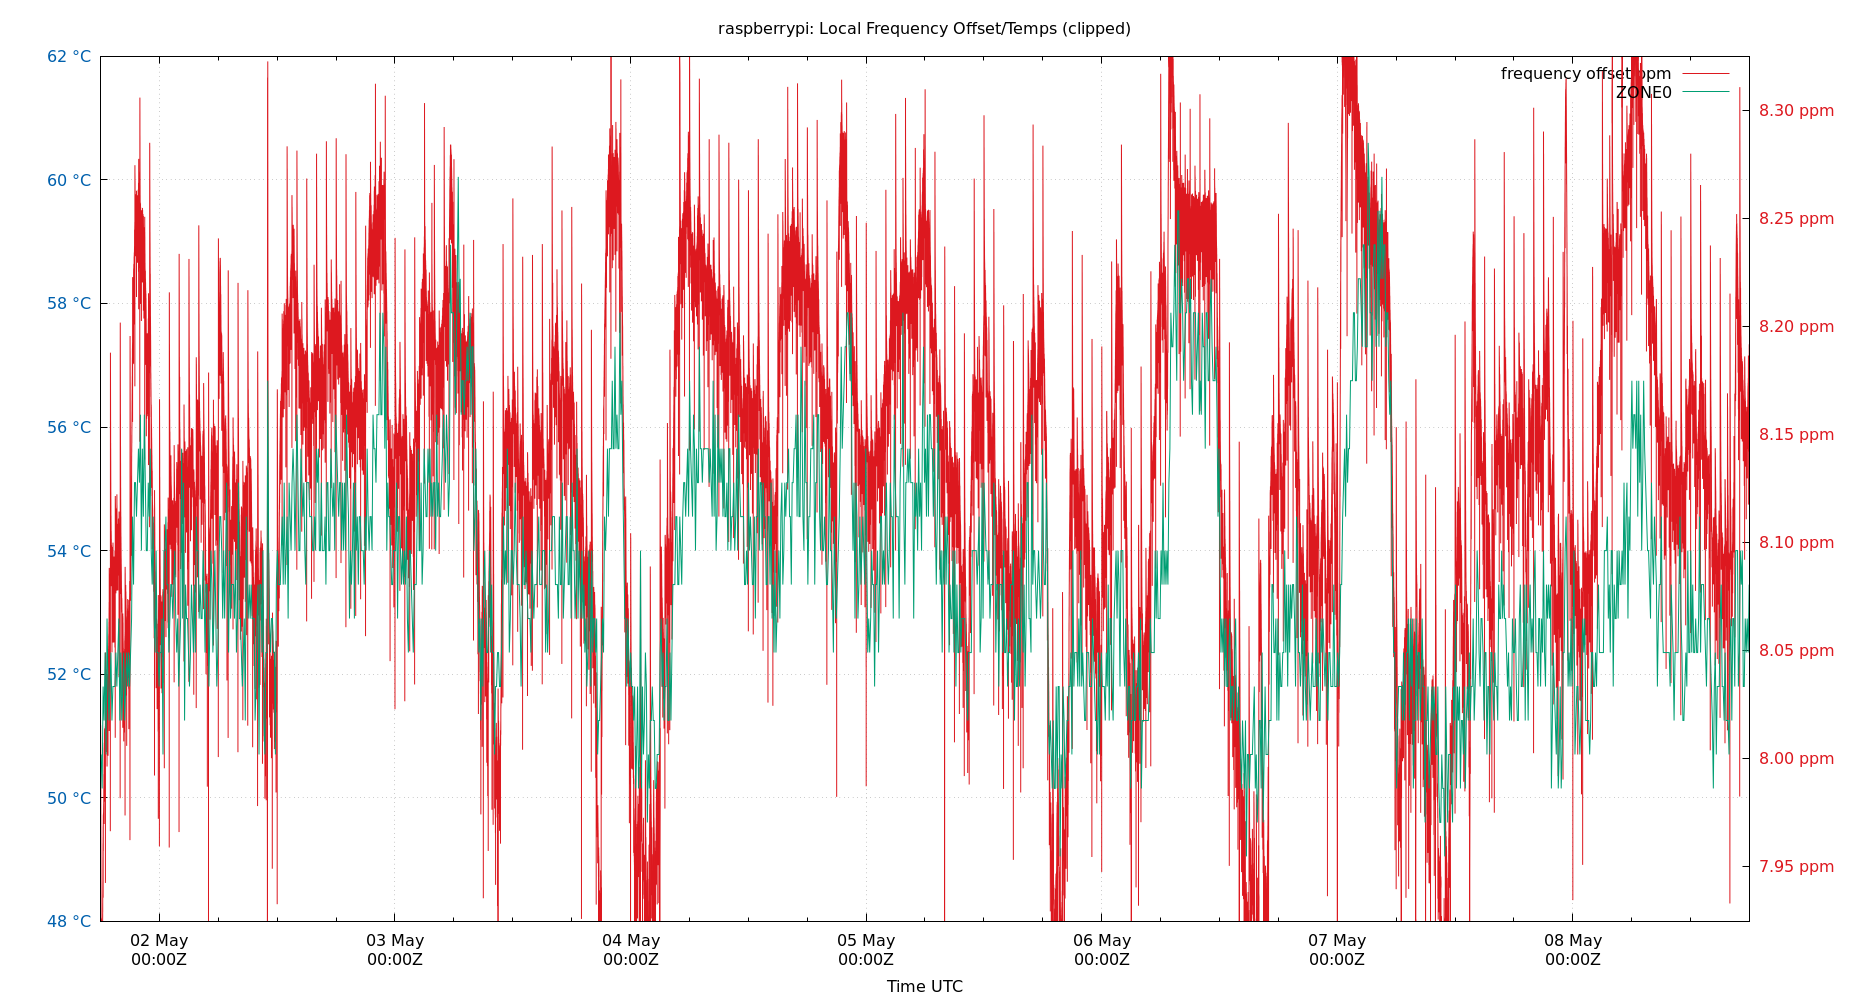 raspberrypi: Local Frequency Offset/Temps (clipped)
62 °C
60 °C
58 °C
56 °C
54 °C
52 °C
50 °C
48 °C
frequency offset ppm
ZONE0
8.30 ppm
8.25 ppm
8.20 ppm
8.15 ppm
8.10 ppm
8.05 ppm
8.00 ppm
7.95 ppm
02 May 03 May 04 May 05 May 06 May 07 May 08 May
00:00Z 00:00Z 00:00Z 00:00Z 00:00Z 00:00Z 00:00Z
Time UTC